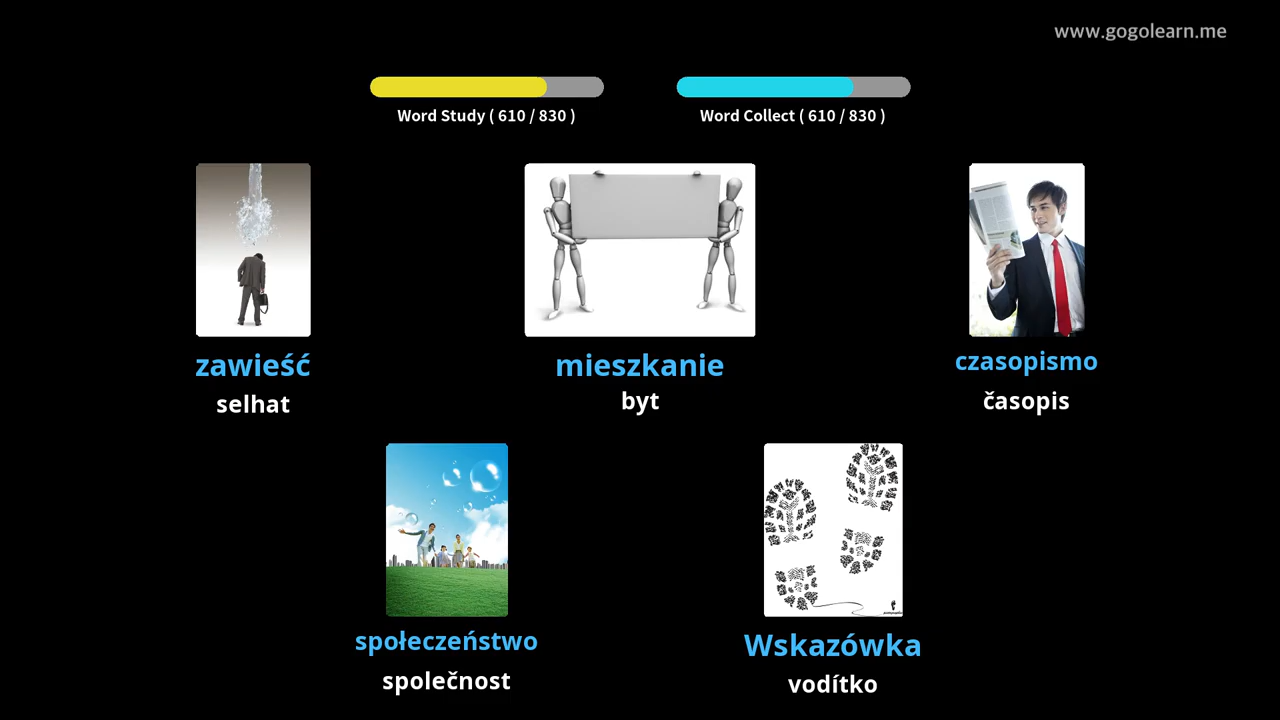 www.gogolearn.me
Word Study ( 610 / 830 )
Word Collect ( 610 / 830 )
zawieść
selhat
mieszkanie
byt
czasopismo
časopis
społeczeństwo
společnost
Wskazówka
vodítko